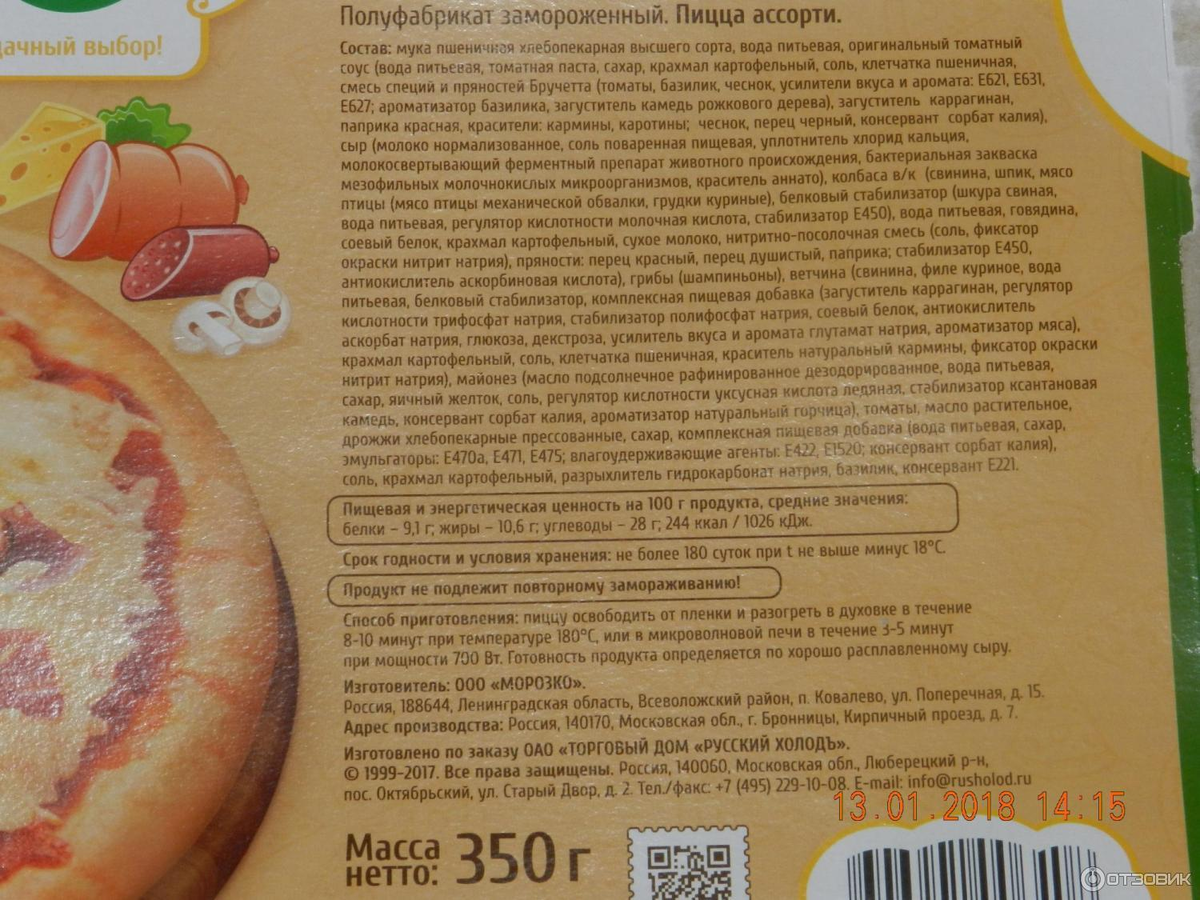 Полуфабрикат замороженный. Пицца ассорти.
дачный выбор!
Состав: мука пшеничная хлебопекарная высшего сорта, вода питьевая, оригинальный томатный
соус (вода питьевая, томатная паста, сахар, крахмал картофельный, соль, клетчатка пшеничная,
смесь специй и пряностей Бручетта (томаты, базилик, чеснок, усилители вкуса и аромата: Е621, Е631,
Е627; ароматизатор базилика, загуститель камедь рожкового дерева), загуститель каррагинан,
паприка красная, красители: кармины, каротины; чеснок, перец черный, консервант сорбат калия),
сыр (молоко нормализованное, соль поваренная пищевая, уплотнитель хлорид кальция,
молокосвертывающий ферментный препарат животного происхождения, бактериальная закваска
мезофильных молочнокислых микроорганизмов, краситель аннато), колбаса в/к (свинина, шпик, мясо
птицы (мясо птицы механической обвалки, грудки куриные), белковый стабилизатор (шкура свиная,
вода питьевая, регулятор кислотности молочная кислота, стабилизатор Е450), вода питьевая, говядина,
соевый белок, крахмал картофельный, сухое молоко, нитритно-посолочная смесь (соль, фиксатор
окраски нитрит натрия), пряности: перец красный, перец душистый, паприка; стабилизатор Е450,
антиокислитель аскорбиновая кислота), грибы (шампиньоны), ветчина (свинина, филе куриное, вода
питьевая, белковый стабилизатор, комплексная пищевая добавка (загуститель каррагинан, регулятор
кислотности трифосфат натрия, стабилизатор полифосфат натрия, соевый белок, антиокислитель
аскорбат натрия, глюкоза, декстроза, усилитель вкуса и аромата глутамат натрия, ароматизатор мяса),
крахмал картофельный, соль, клетчатка пшеничная, краситель натуральный кармины, фиксатор окраски
нитрит натрия), майонез (масло подсолнечное рафинированное дезодорированное, вода питьевая,
сахар, яичный желток, соль, регулятор кислотности уксусная кислота ледяная, стабилизатор ксантановая
камедь, консервант сорбат калия, ароматизатор натуральный горчица), томаты, масло растительное,
дрожжи хлебопекарные прессованные, сахар, комплексная пищевая добавка (вода питьевая, сахар,
эмульгаторы: Е470а, Е471, Е475; влагоудерживающие агенты: Е422, Е1520; консервант сорбат калия),
соль, крахмал картофельный, разрыхлитель гидрокарбонат натрия, базилик, консервант Е221.
Пищевая и энергетическая ценность на 100 г продукта, средние значения:
белки – 9,1 г; жиры – 10,6 г; углеводы – 28 г; 244 ккал / 1026 кДж.
Срок годности и условия хранения: не более 180 суток при t не выше минус 18°С.
Продукт не подлежит повторному замораживанию!
Способ приготовления: пиццу освободить от пленки и разогреть в духовке в течение
8-10 минут при температуре 180°С, или в микроволновой печи в течение 3-5 минут
при мощности 700 Вт. Готовность продукта определяется по хорошо расплавленному сыру.
Изготовитель: ООО «МОРОЗКО».
Россия, 188644, Ленинградская область, Всеволожский район, п. Ковалево, ул. Поперечная, д. 15.
Адрес производства: Россия, 140170, Московская обл., г. Бронницы, Кирпичный проезд, д. 7.
Изготовлено по заказу ОАО «ТОРГОВЫЙ ДОМ «РУССКИЙ ХОЛОДЪ».
© 1999-2017. Все права защищены. Россия, 140060, Московская обл., Люберецкий р-н,
пос. Октябрьский, ул. Старый Двор, д. 2. Тел./факс: +7 (495) 229-10-08. E-mail: info@rusholod.ru
13.01.2018 14:15
Масса
нетто: 350 г
ОТЗОВИК